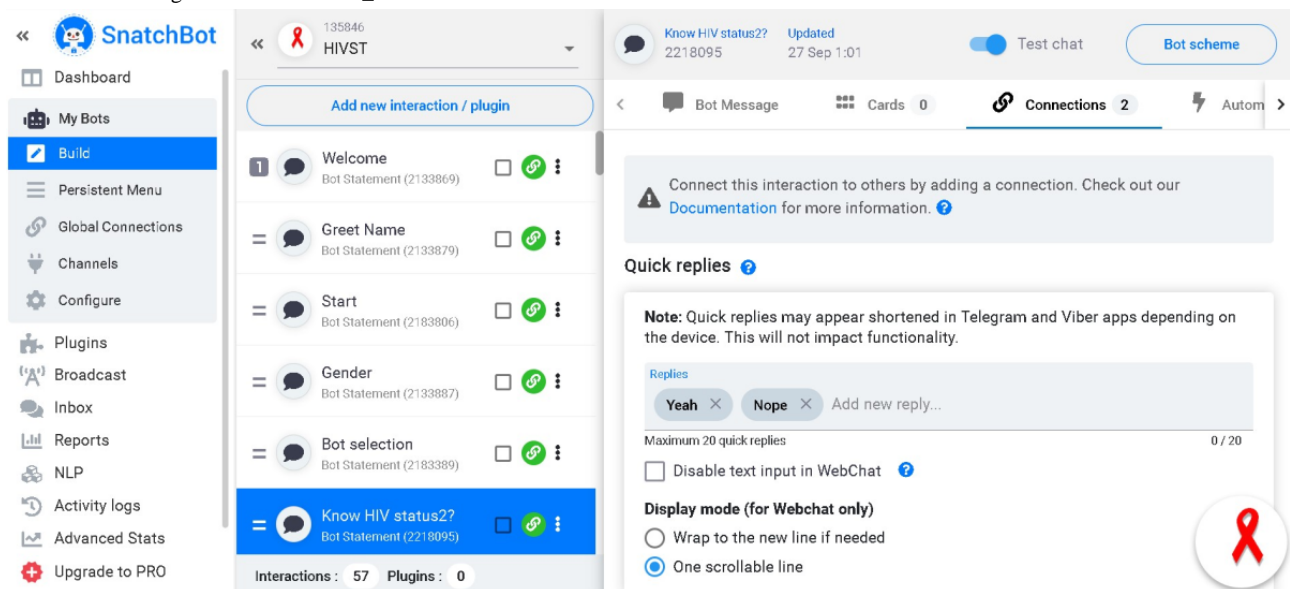 SnatchBot
Dashboard
My Bots
Build
Persistent Menu
Global Connections
Channels
Configure
Plugins
Broadcast
Inbox
Reports
NLP
Activity logs
Advanced Stats
Upgrade to PRO
135846
HIVST
Add new interaction / plugin
1
Welcome
Bot Statement (2133869)
Greet Name
Bot Statement (2133879)
Start
Bot Statement (2183806)
Gender
Bot Statement (2133887)
Bot selection
Bot Statement (2183389)
Know HIV status2?
Bot Statement (2218095)
Interactions : 57 Plugins : 0
Know HIV status2? Updated
2218095 27 Sep 1:01
Test chat
Bot scheme
Bot Message
Cards 0
Connections 2
Autom
Connect this interaction to others by adding a connection. Check out our
Documentation for more information.
Quick replies
Note: Quick replies may appear shortened in Telegram and Viber apps depending on
the device. This will not impact functionality.
Replies
Yeah Nope Add new reply...
Maximum 20 quick replies 0 / 20
Disable text input in WebChat
Display mode (for Webchat only)
Wrap to the new line if needed
One scrollable line